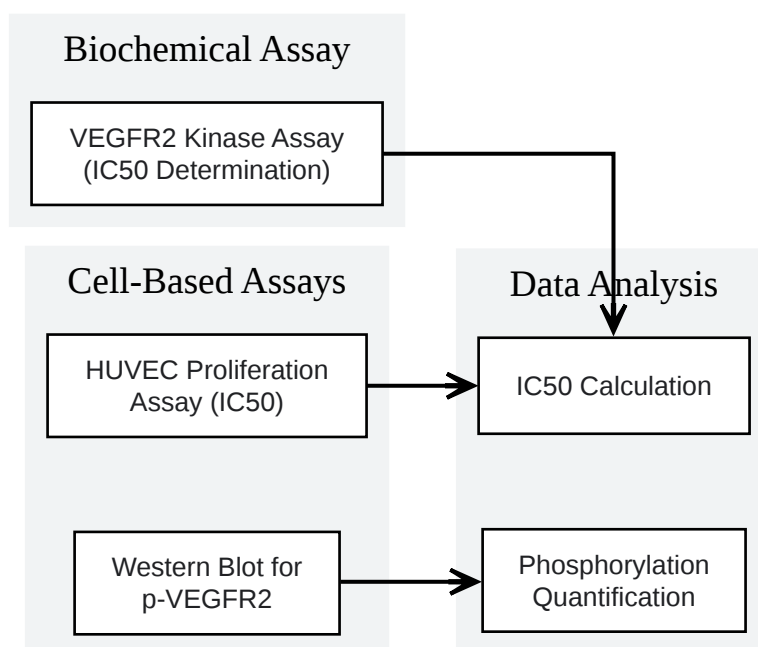 Biochemical Assay
VEGFR2 Kinase Assay
(IC50 Determination)
Cell-Based Assays
HUVEC Proliferation
Assay (IC50)
Western Blot for
p-VEGFR2
Data Analysis
IC50 Calculation
Phosphorylation
Quantification